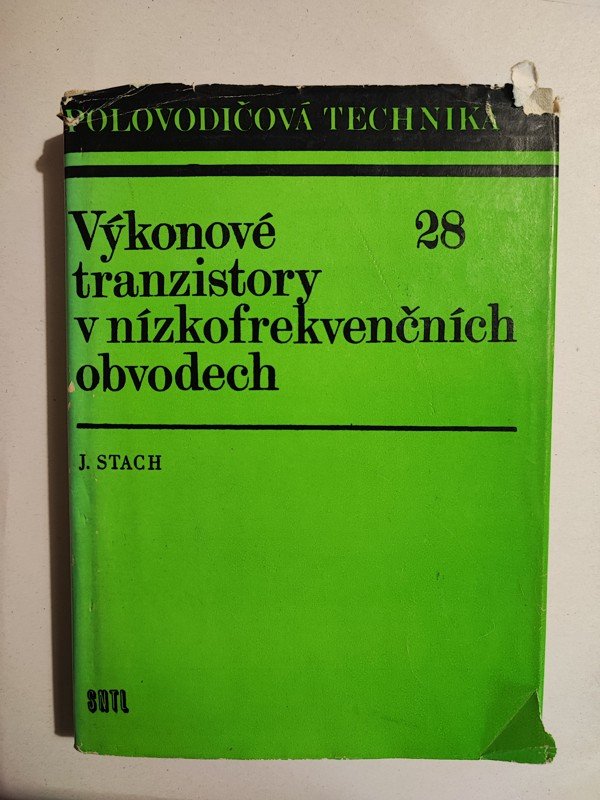 POLOVODIČOVÁ TECHNIKA
Výkonové 28
tranzistory
v nízkofrekvenčních
obvodech
J. STACH
SNTL